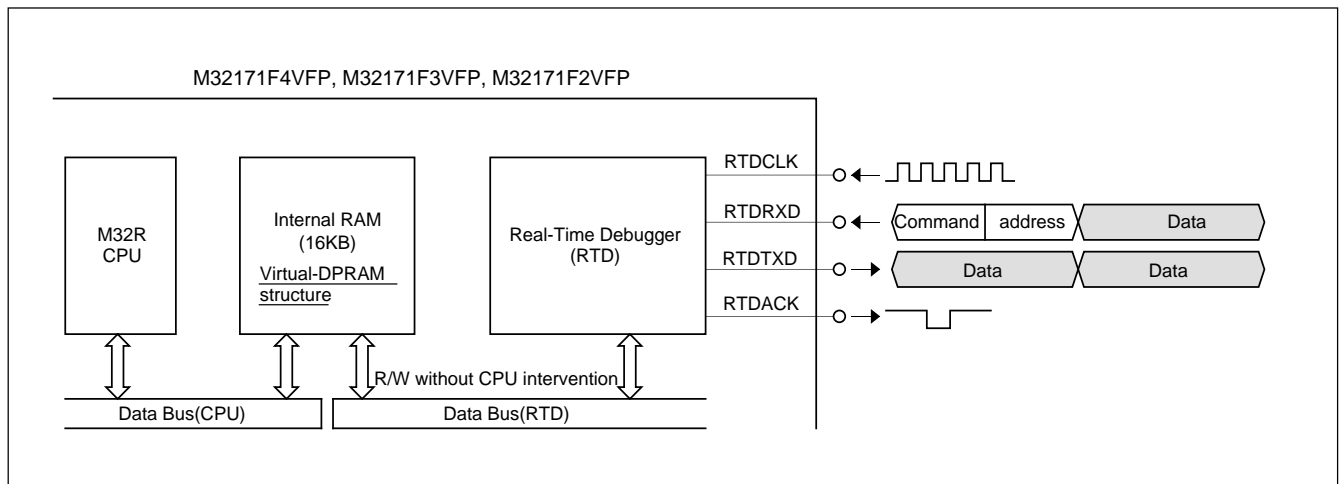 M32171F4VFP, M32171F3VFP, M32171F2VFP
M32R
CPU
Internal RAM
(16KB)
Virtual-DPRAM
structure
Real-Time Debugger
(RTD)
RTDCLK
RTDRXD
RTDTXD
RTDACK
Command
address
Data
Data
Data
R/W without CPU intervention
Data Bus(CPU)
Data Bus(RTD)